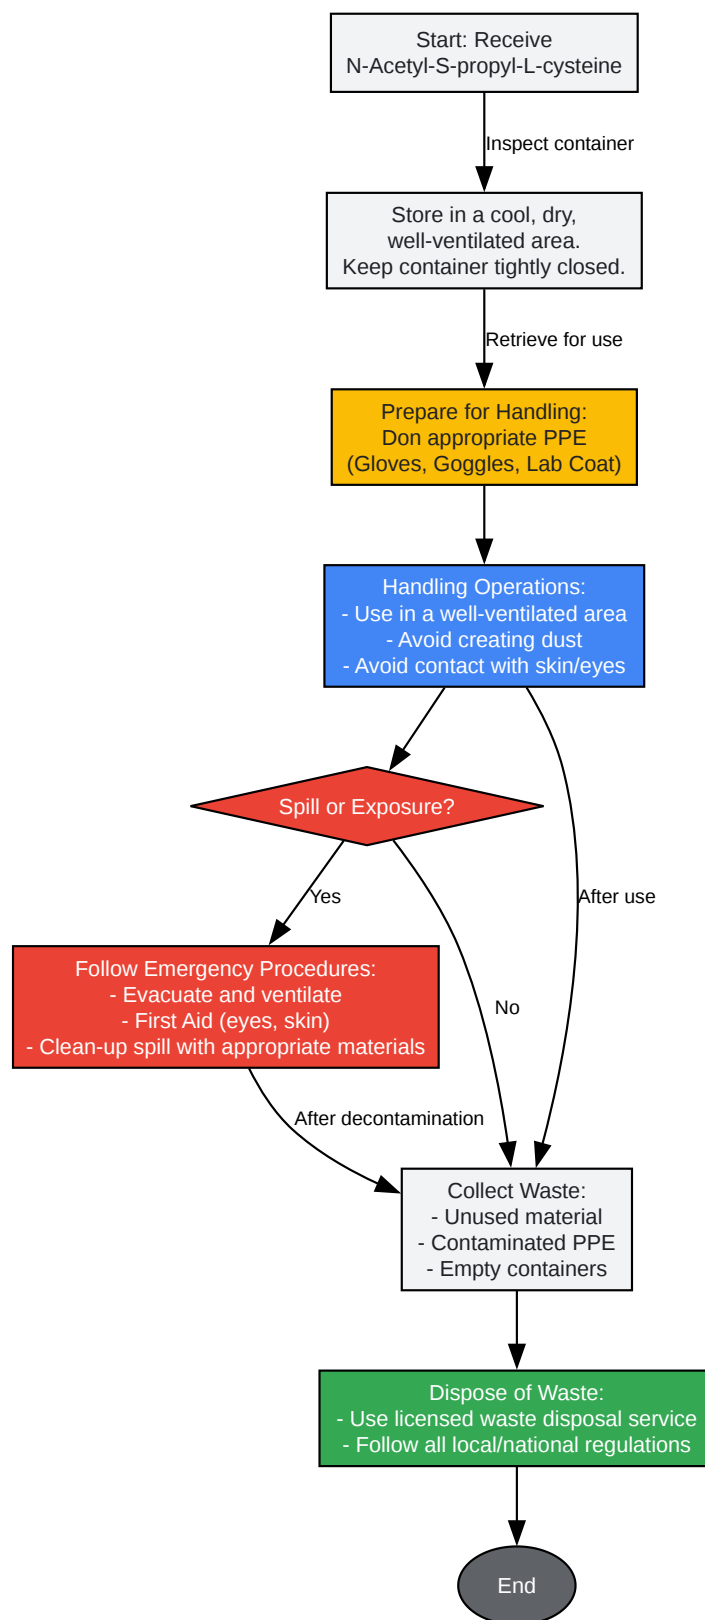 Start: Receive
N-Acetyl-S-propyl-L-cysteine
Inspect container
Store in a cool, dry,
well-ventilated area.
Keep container tightly closed.
Retrieve for use
Prepare for Handling:
Don appropriate PPE
(Gloves, Goggles, Lab Coat)
Handling Operations:
- Use in a well-ventilated area
- Avoid creating dust
- Avoid contact with skin/eyes
Spill or Exposure?
Yes
After use
Follow Emergency Procedures:
- Evacuate and ventilate
- First Aid (eyes, skin)
- Clean-up spill with appropriate materials
No
After decontamination
Collect Waste:
- Unused material
- Contaminated PPE
- Empty containers
Dispose of Waste:
- Use licensed waste disposal service
- Follow all local/national regulations
End